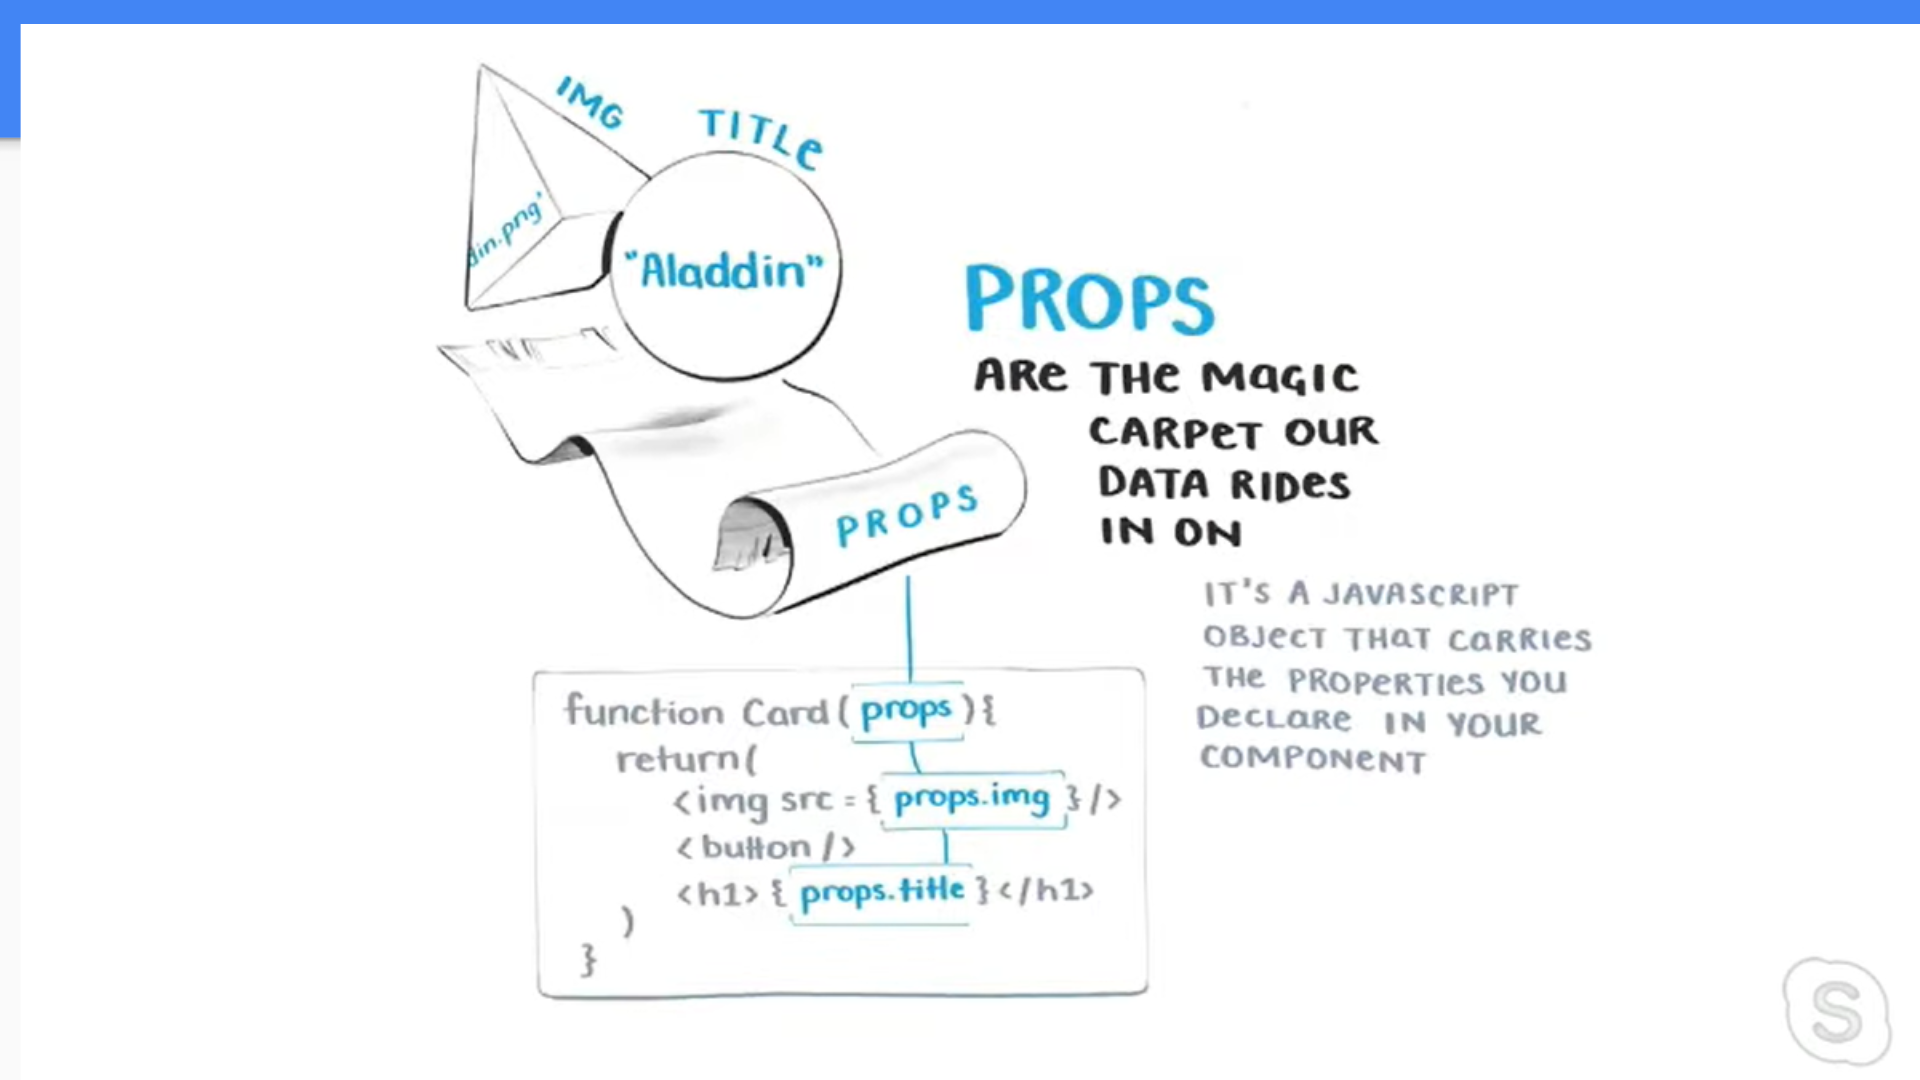 IMG
TITLE
din.png'
"Aladdin"
PROPS
ARE THE MAGIC
CARPET OUR
DATA RIDES
IN ON
PROPS
IT'S A JAVASCRIPT
OBJECT THAT CARRIES
THE PROPERTIES YOU
DECLARE IN YOUR
COMPONENT
function Card ( props ) {
return (
<img src = { props.img } />
< button />
<h1> { props.title } </h1>
)
}
S